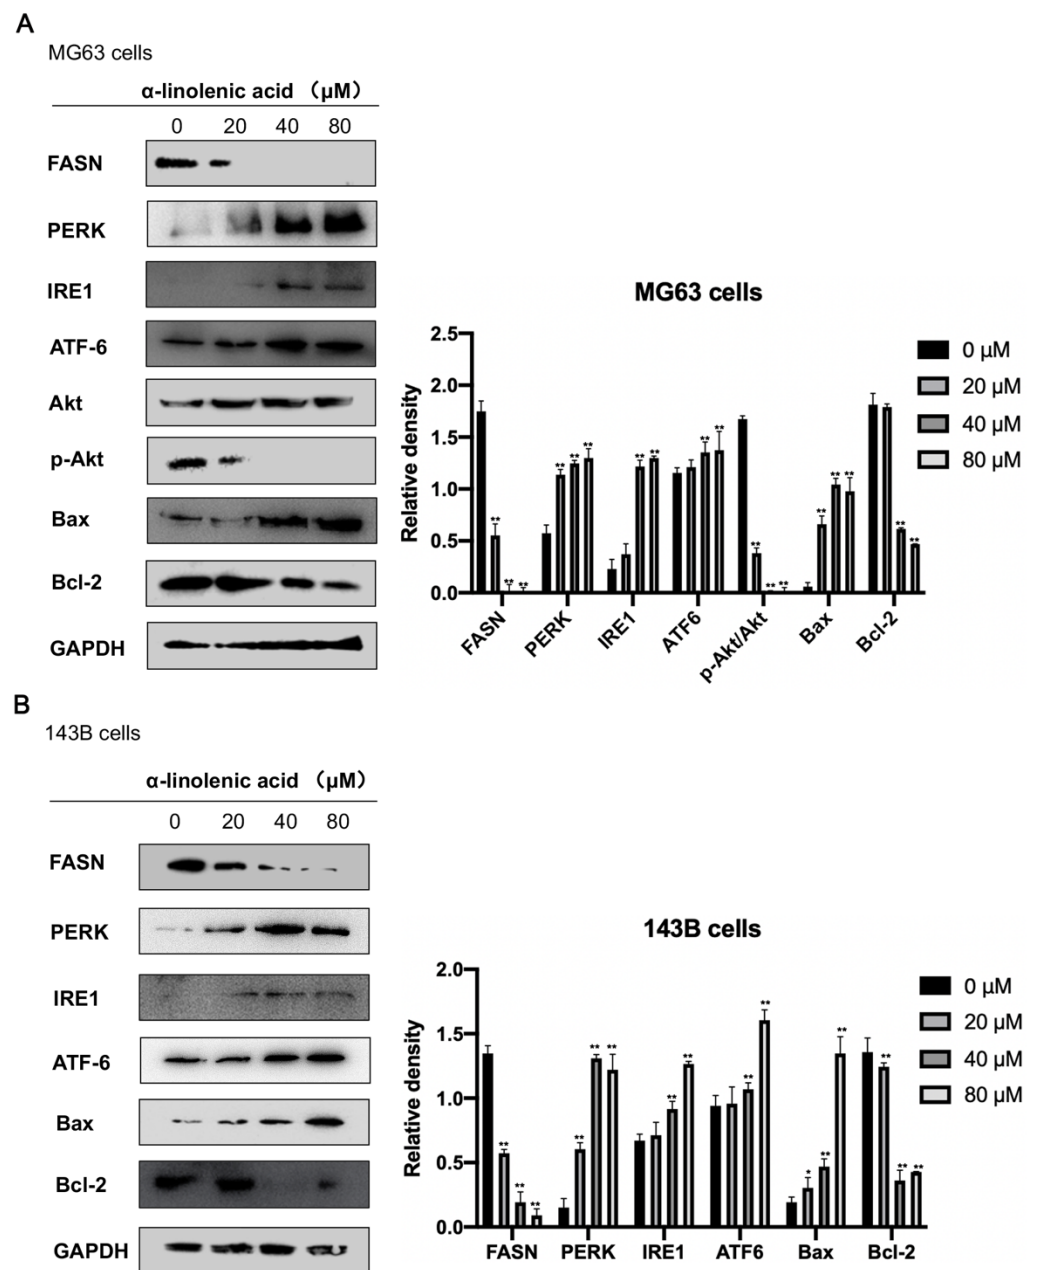 A
MG63 cells
α-linolenic acid （μM）
0 20 40 80
FASN
PERK
IRE1
ATF-6
Akt
p-Akt
Bax
Bcl-2
GAPDH
MG63 cells
Relative density
2.5
2.0
1.5
1.0
0.5
0.0
** ** ** ** ** ** ** ** ** ** ** ** ** ** ** ** ** **
FASN PERK IRE1 ATF6 p-Akt/Akt Bax Bcl-2
0 μM
20 μM
40 μM
80 μM
B
143B cells
α-linolenic acid （μM）
0 20 40 80
FASN
PERK
IRE1
ATF-6
Bax
Bcl-2
GAPDH
143B cells
Relative density
2.0
1.5
1.0
0.5
0.0
** ** ** ** ** ** ** ** ** ** * ** ** ** ** **
FASN PERK IRE1 ATF6 Bax Bcl-2
0 μM
20 μM
40 μM
80 μM